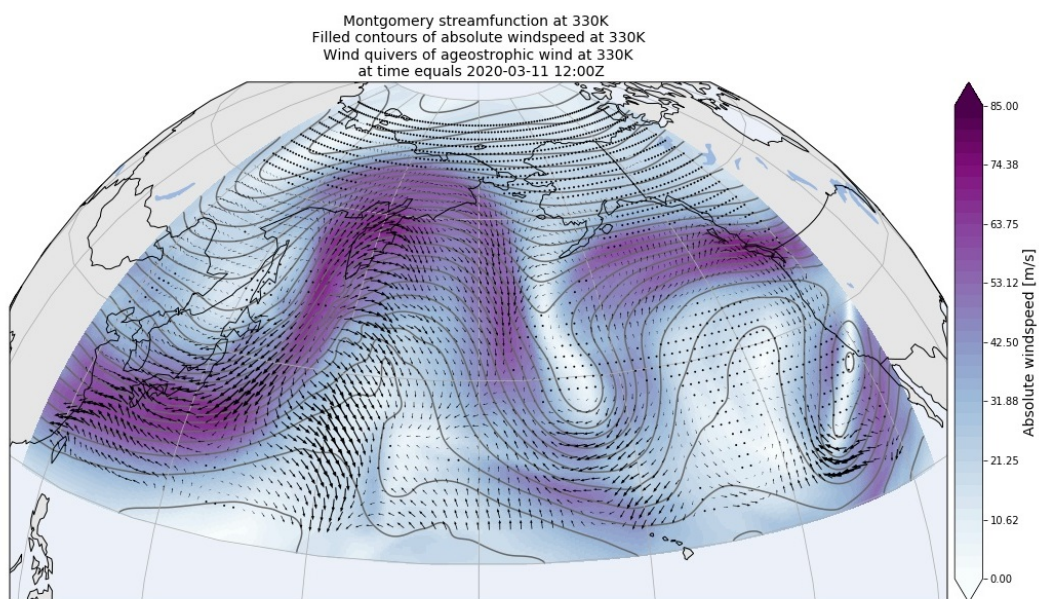 Montgomery streamfunction at 330K
Filled contours of absolute windspeed at 330K
Wind quivers of ageostrophic wind at 330K
at time equals 2020-03-11 12:00Z
85.00
74.38
63.75
53.12
42.50
31.88
21.25
10.62
0.00
Absolute windspeed [m/s]